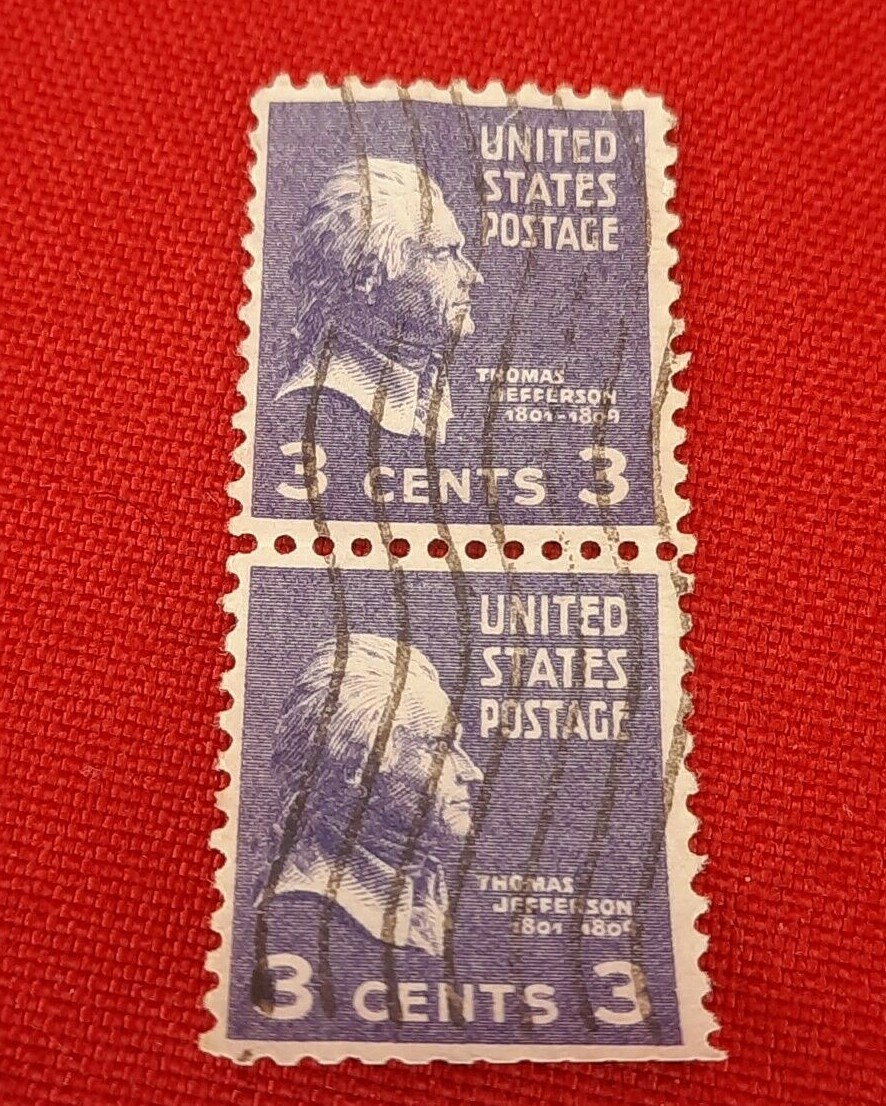 UNITED
STATES
POSTAGE
THOMAS
JEFFERSON
1801-1809
3 CENTS 3
UNITED
STATES
POSTAGE
THOMAS
JEFFERSON
1801-1809
3 CENTS 3